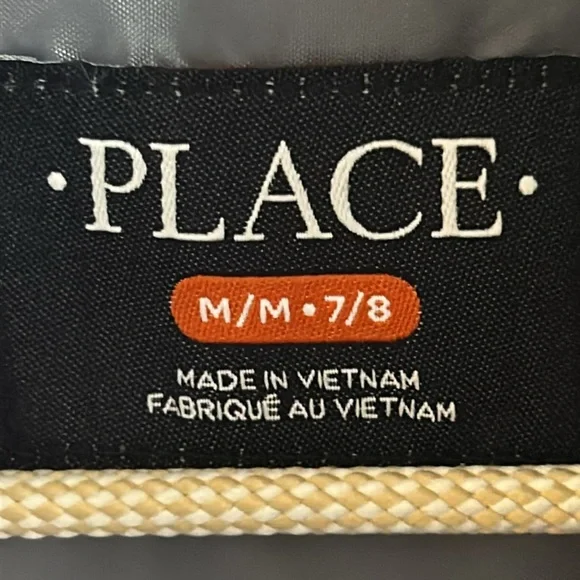 ·PLACE·
M/M·7/8
MADE IN VIETNAM
FABRIQUÉ AU VIETNAM